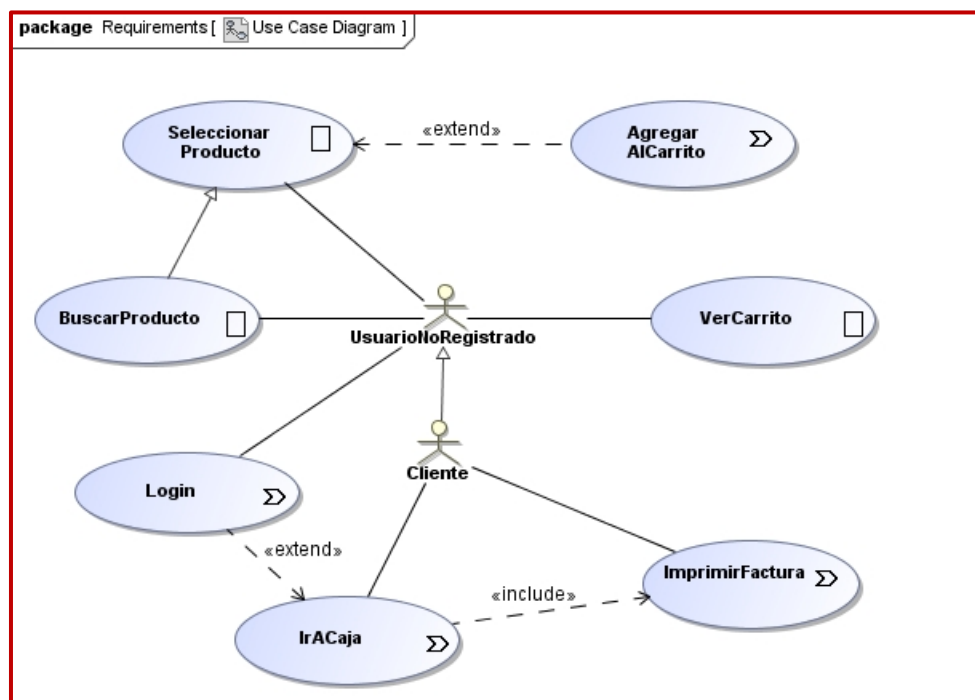 package Requirements [ Use Case Diagram ]
Seleccionar
Producto
«extend»
Agregar
AlCarrito
BuscarProducto
UsuarioNoRegistrado
VerCarrito
Cliente
Login
«extend»
ImprimirFactura
«include»
IrACaja